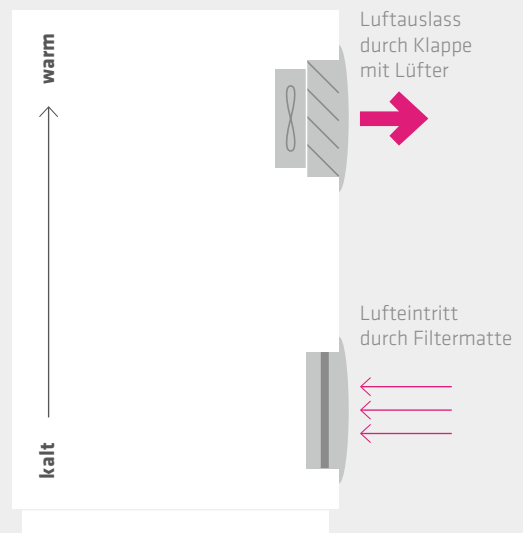 Luftauslass
durch Klappe
mit Lüfter
warm
Lufteintritt
durch Filtermatte
kalt